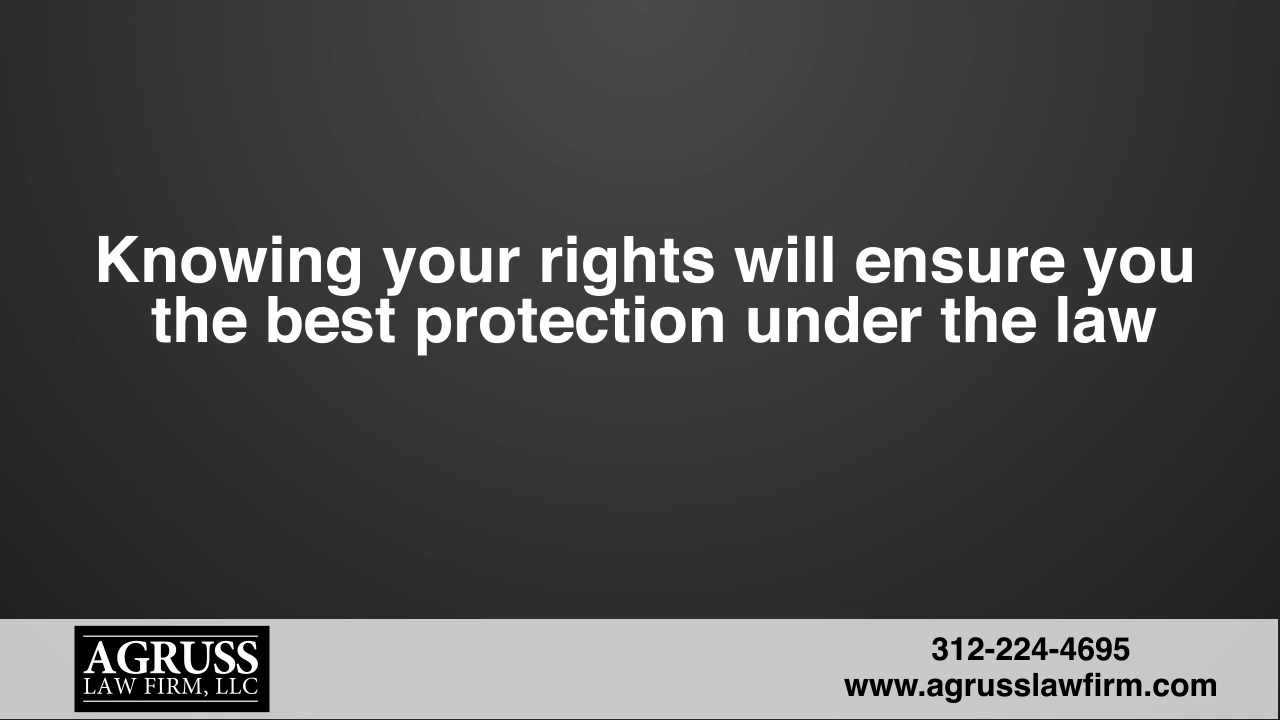 Knowing your rights will ensure you
the best protection under the law
AGRUSS
LAW FIRM, LLC
312-224-4695
www.agrusslawfirm.com